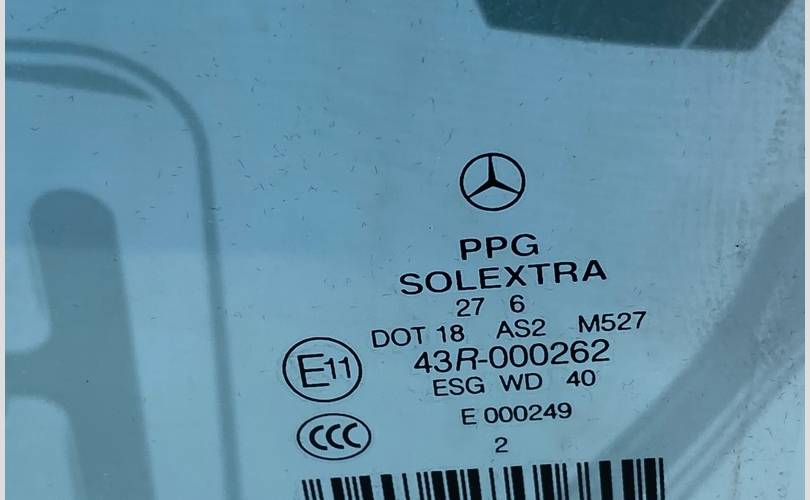 PPG
SOLEXTRA
27 6
DOT 18 AS2 M527
43R-000262
E11
ESG WD 40
E 000249
CCC
2